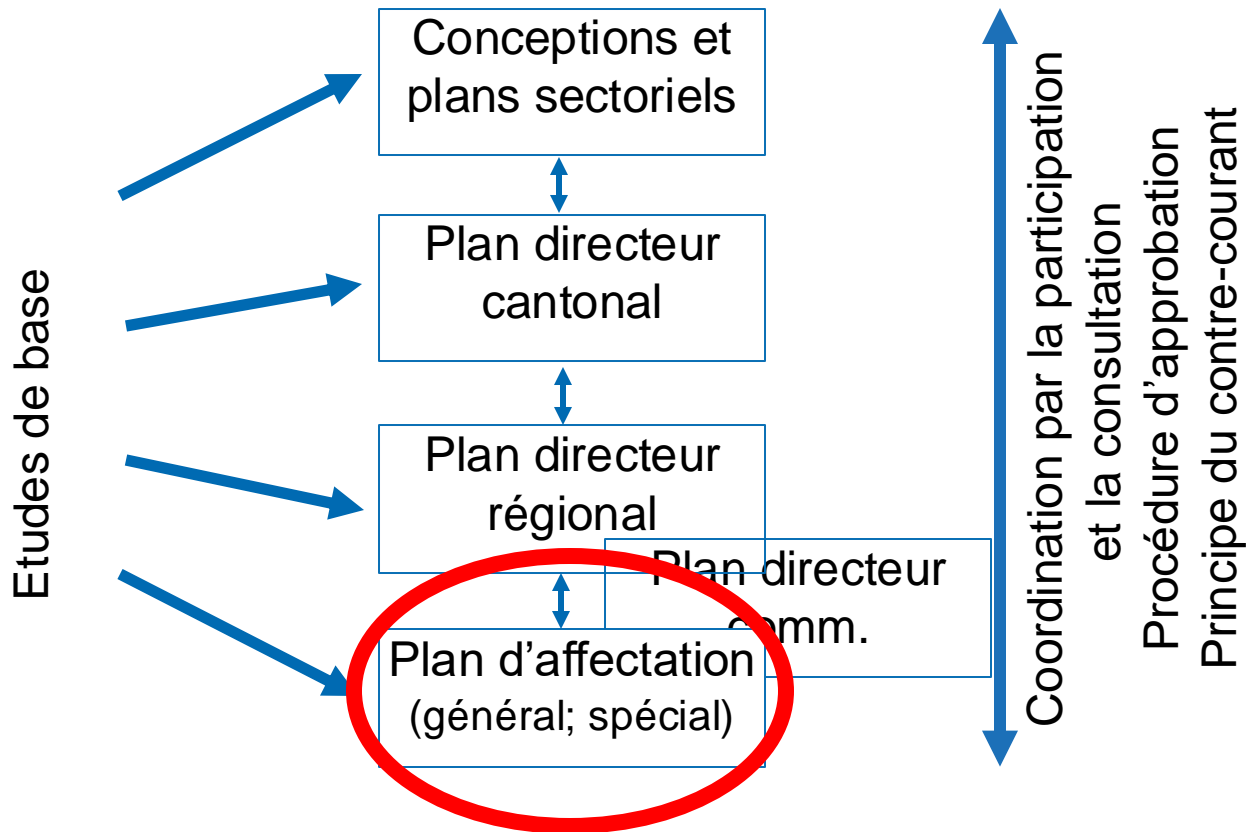 Conceptions et
plans sectoriels
Plan directeur
cantonal
Plan directeur
régional
Plan directeur
comm.
Plan d’affectation
(général; spécial)
Etudes de base
Coordination par la participation
et la consultation
Procédure d’approbation
Principe du contre-courant